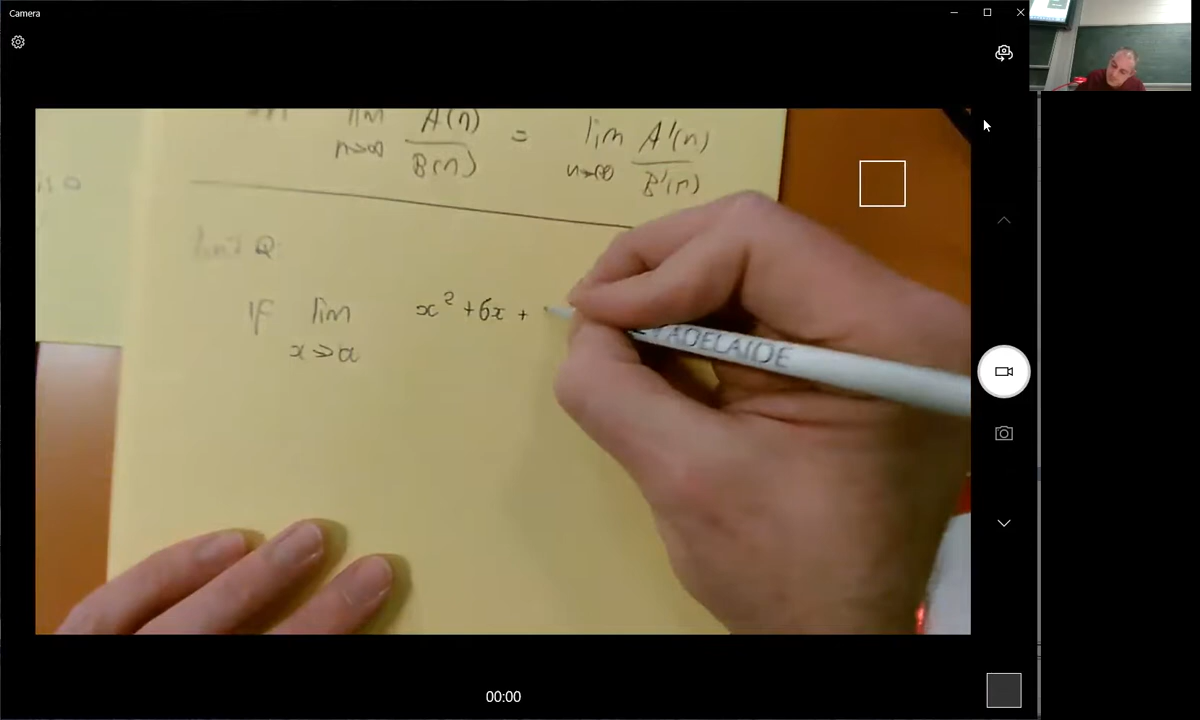 Camera
lim A(n) = lim A'(n)
n→∞ B(n) n→∞ B'(n)
Q
If lim x² + 6x +
x→a
ADELAIDE
00:00